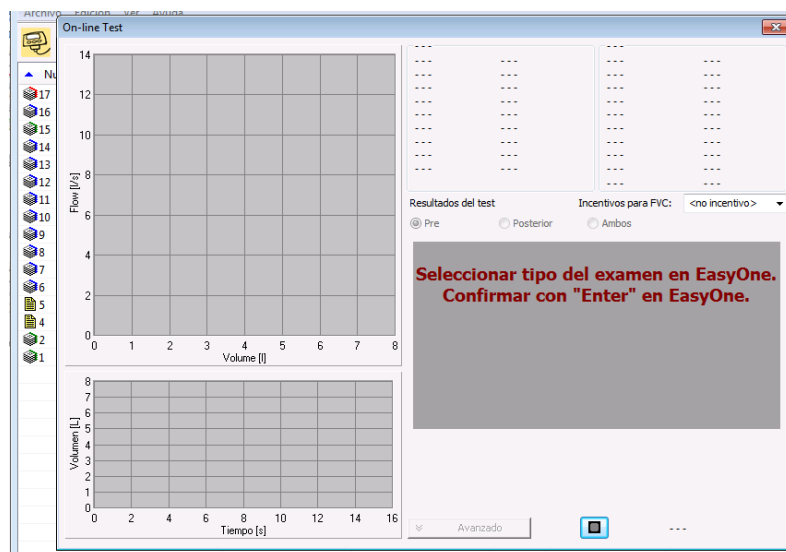 Archivo Edición Ver Ayuda
On-line Test
Nu
17
16
15
14
13
12
11
10
9
8
7
6
5
4
2
1
14
12
10
8
6
4
2
0
Flow [l/s]
0 1 2 3 4 5 6 7 8
Volume [l]
8
7
6
5
4
3
2
1
0
Volumen [L]
0 2 4 6 8 10 12 14 16
Tiempo [s]
--- ---
--- --- --- ---
--- --- --- ---
--- --- --- ---
--- --- --- ---
--- --- --- ---
--- --- --- ---
--- --- --- ---
--- --- --- ---
--- --- --- ---
--- ---
Resultados del test Incentivos para FVC: <no incentivo>
Pre Posterior Ambos
Seleccionar tipo del examen en EasyOne.
Confirmar con "Enter" en EasyOne.
Avanzado ---